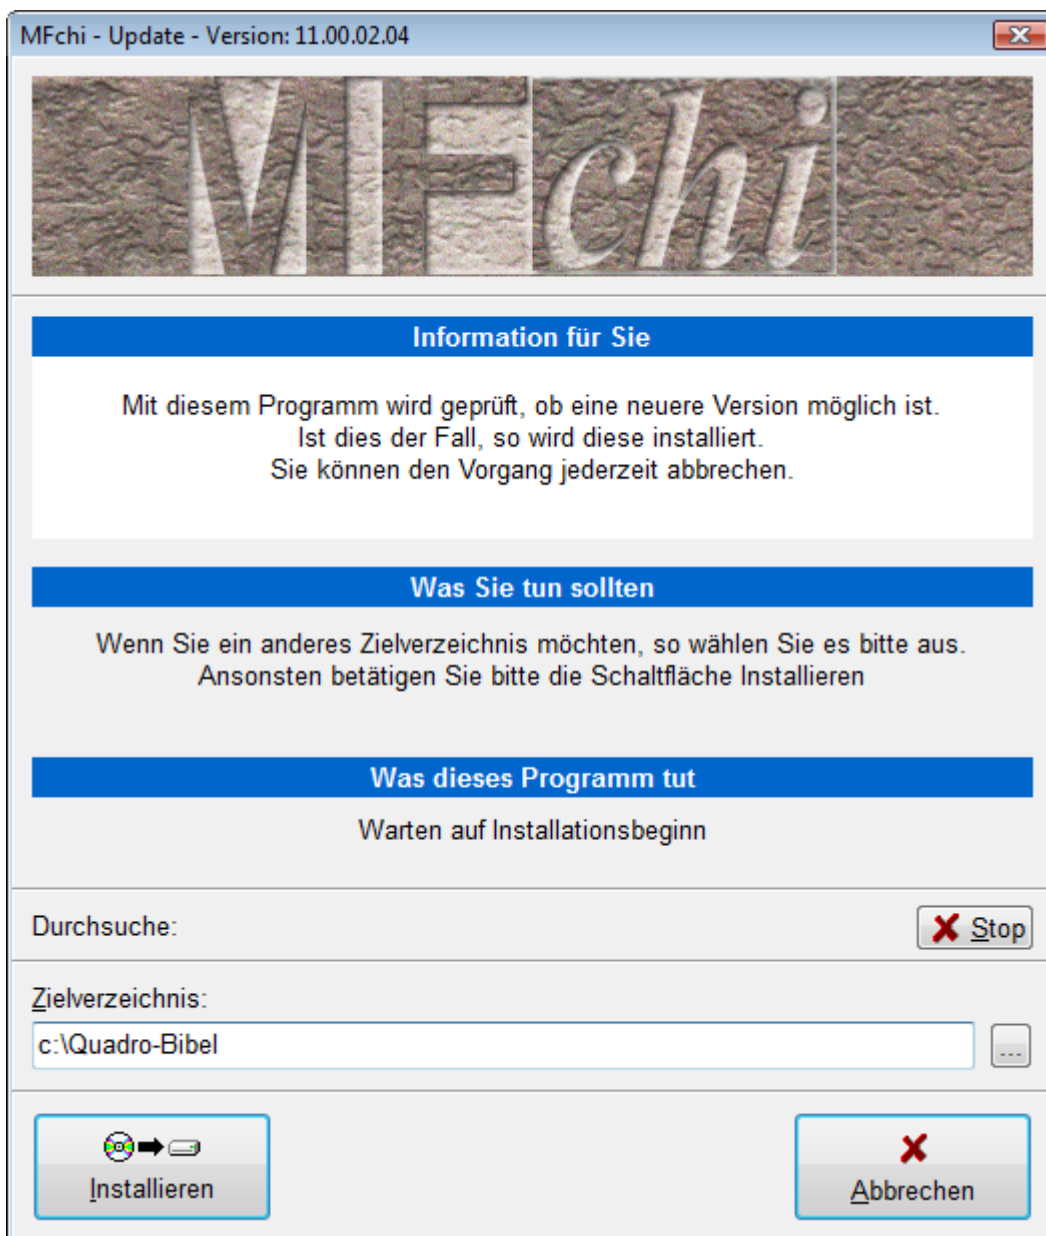 MFchi - Update - Version: 11.00.02.04
MFchi
Information für Sie
Mit diesem Programm wird geprüft, ob eine neuere Version möglich ist.
Ist dies der Fall, so wird diese installiert.
Sie können den Vorgang jederzeit abbrechen.
Was Sie tun sollten
Wenn Sie ein anderes Zielverzeichnis möchten, so wählen Sie es bitte aus.
Ansonsten betätigen Sie bitte die Schaltfläche Installieren
Was dieses Programm tut
Warten auf Installationsbeginn
Durchsuche:
Stop
Zielverzeichnis:
c:\Quadro-Bibel
...
Installieren
Abbrechen